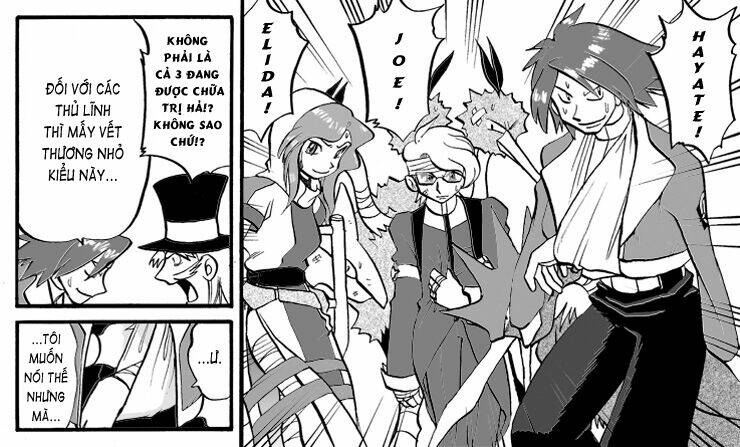 HAYATE!
JOE!
ELIDA!
KHÔNG
PHẢI LÀ
CẢ 3 ĐANG
ĐƯỢC CHỮA
TRỊ HẢ!?
KHÔNG SAO
CHỨ!?
ĐỐI VỚI CÁC
THỦ LĨNH
THÌ MẤY VẾT
THƯƠNG NHỎ
KIỂU NÀY...
...Ư.
...TÔI
MUỐN
NÓI THẾ
NHƯNG
MÀ...